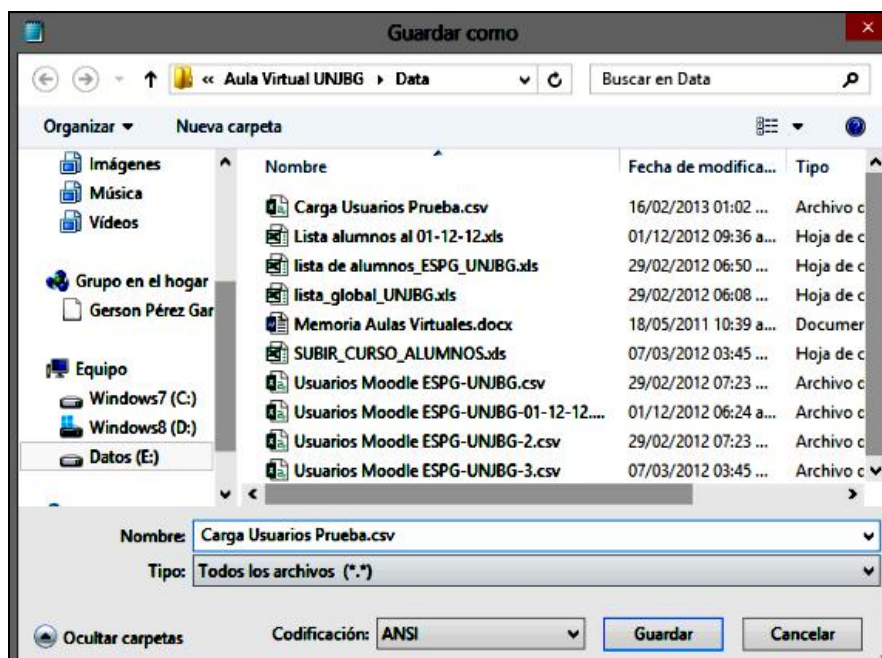 Guardar como
« Aula Virtual UNJBG ▸ Data
Buscar en Data
Organizar
Nueva carpeta
Imágenes
Música
Vídeos
Grupo en el hogar
Gerson Pérez Gar
Equipo
Windows7 (C:)
Windows8 (D:)
Datos (E:)
Nombre Fecha de modifica... Tipo
Carga Usuarios Prueba.csv 16/02/2013 01:02 ... Archivo c
Lista alumnos al 01-12-12.xls 01/12/2012 09:36 a... Hoja de c
lista de alumnos_ESPG_UNJBG.xls 29/02/2012 06:50 ... Hoja de c
lista_global_UNJBG.xls 29/02/2012 06:08 ... Hoja de c
Memoria Aulas Virtuales.docx 18/05/2011 10:39 a... Documer
SUBIR_CURSO_ALUMNOS.xls 07/03/2012 03:45 ... Hoja de c
Usuarios Moodle ESPG-UNJBG.csv 29/02/2012 07:23 ... Archivo c
Usuarios Moodle ESPG-UNJBG-01-12-12.... 01/12/2012 06:24 a... Archivo c
Usuarios Moodle ESPG-UNJBG-2.csv 29/02/2012 07:23 ... Archivo c
Usuarios Moodle ESPG-UNJBG-3.csv 07/03/2012 03:45 ... Archivo c
Nombre: Carga Usuarios Prueba.csv
Tipo: Todos los archivos (*.*)
Ocultar carpetas
Codificación: ANSI
Guardar
Cancelar